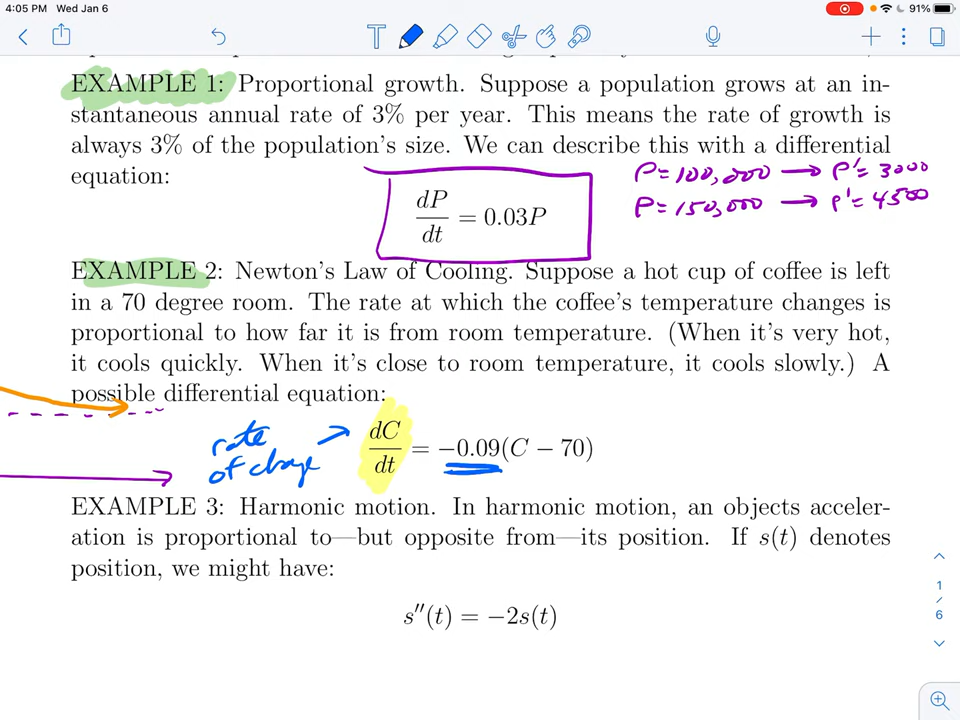 4:05 PM Wed Jan 6
91%
EXAMPLE 1: Proportional growth. Suppose a population grows at an in-
stantaneous annual rate of 3% per year. This means the rate of growth is
always 3% of the population's size. We can describe this with a differential
equation:
P=100,000 → P'=3000
P=150,000 → P'=4500
dP/dt = 0.03P
EXAMPLE 2: Newton's Law of Cooling. Suppose a hot cup of coffee is left
in a 70 degree room. The rate at which the coffee's temperature changes is
proportional to how far it is from room temperature. (When it's very hot,
it cools quickly. When it's close to room temperature, it cools slowly.) A
possible differential equation:
rate
of change
dC/dt = −0.09(C − 70)
EXAMPLE 3: Harmonic motion. In harmonic motion, an objects acceler-
ation is proportional to—but opposite from—its position. If s(t) denotes
position, we might have:
s″(t) = −2s(t)
1
/
6